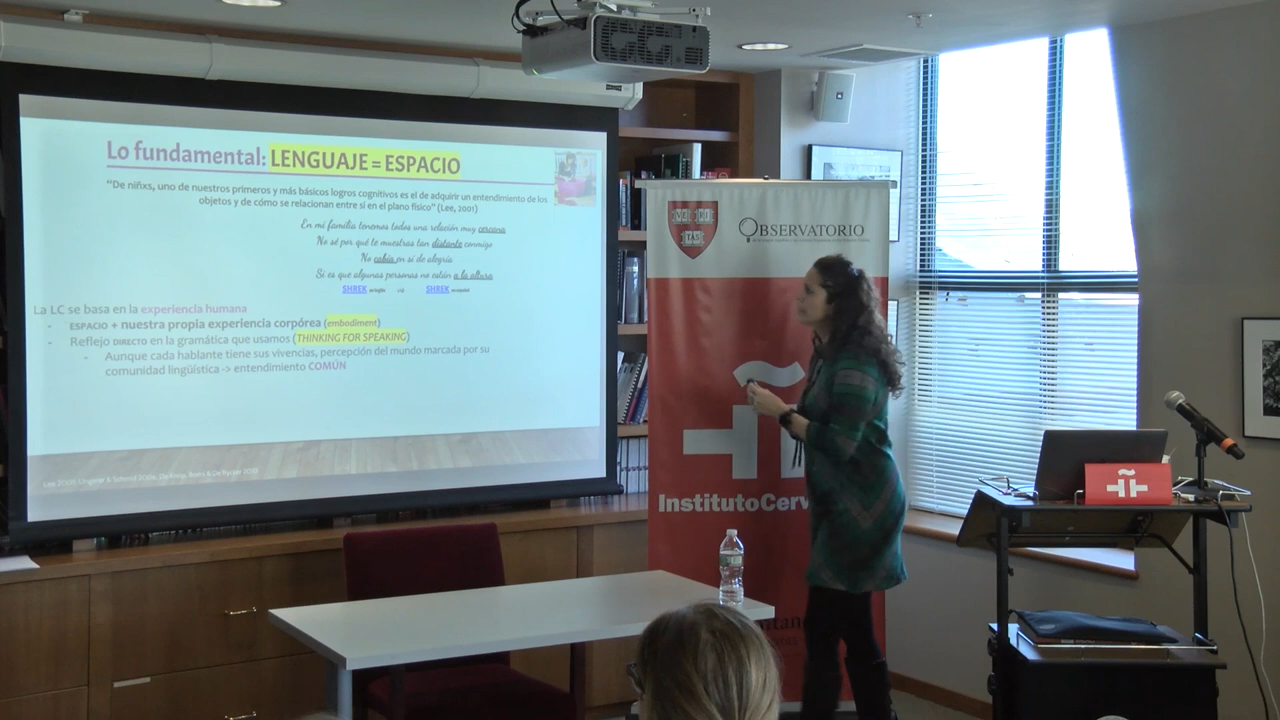 Lo fundamental: LENGUAJE = ESPACIO
"De niñxs, uno de nuestros primeros y más básicos logros cognitivos es el de adquirir un entendimiento de los
objetos y de cómo se relacionan entre sí en el plano físico" (Lee, 2001)
En mi familia tenemos todos una relación muy cercana
No sé por qué te muestras tan distante conmigo
No cabía en sí de alegría
Si es que algunas personas no están a la altura
SHREK SHREK
La LC se basa en la experiencia humana
- ESPACIO + nuestra propia experiencia corpórea (embodiment)
- Reflejo DIRECTO en la gramática que usamos (THINKING FOR SPEAKING)
- Aunque cada hablante tiene sus vivencias, percepción del mundo marcada por su
comunidad lingüística -> entendimiento COMÚN
VE RI
TAS
OBSERVATORIO
InstitutoCerv